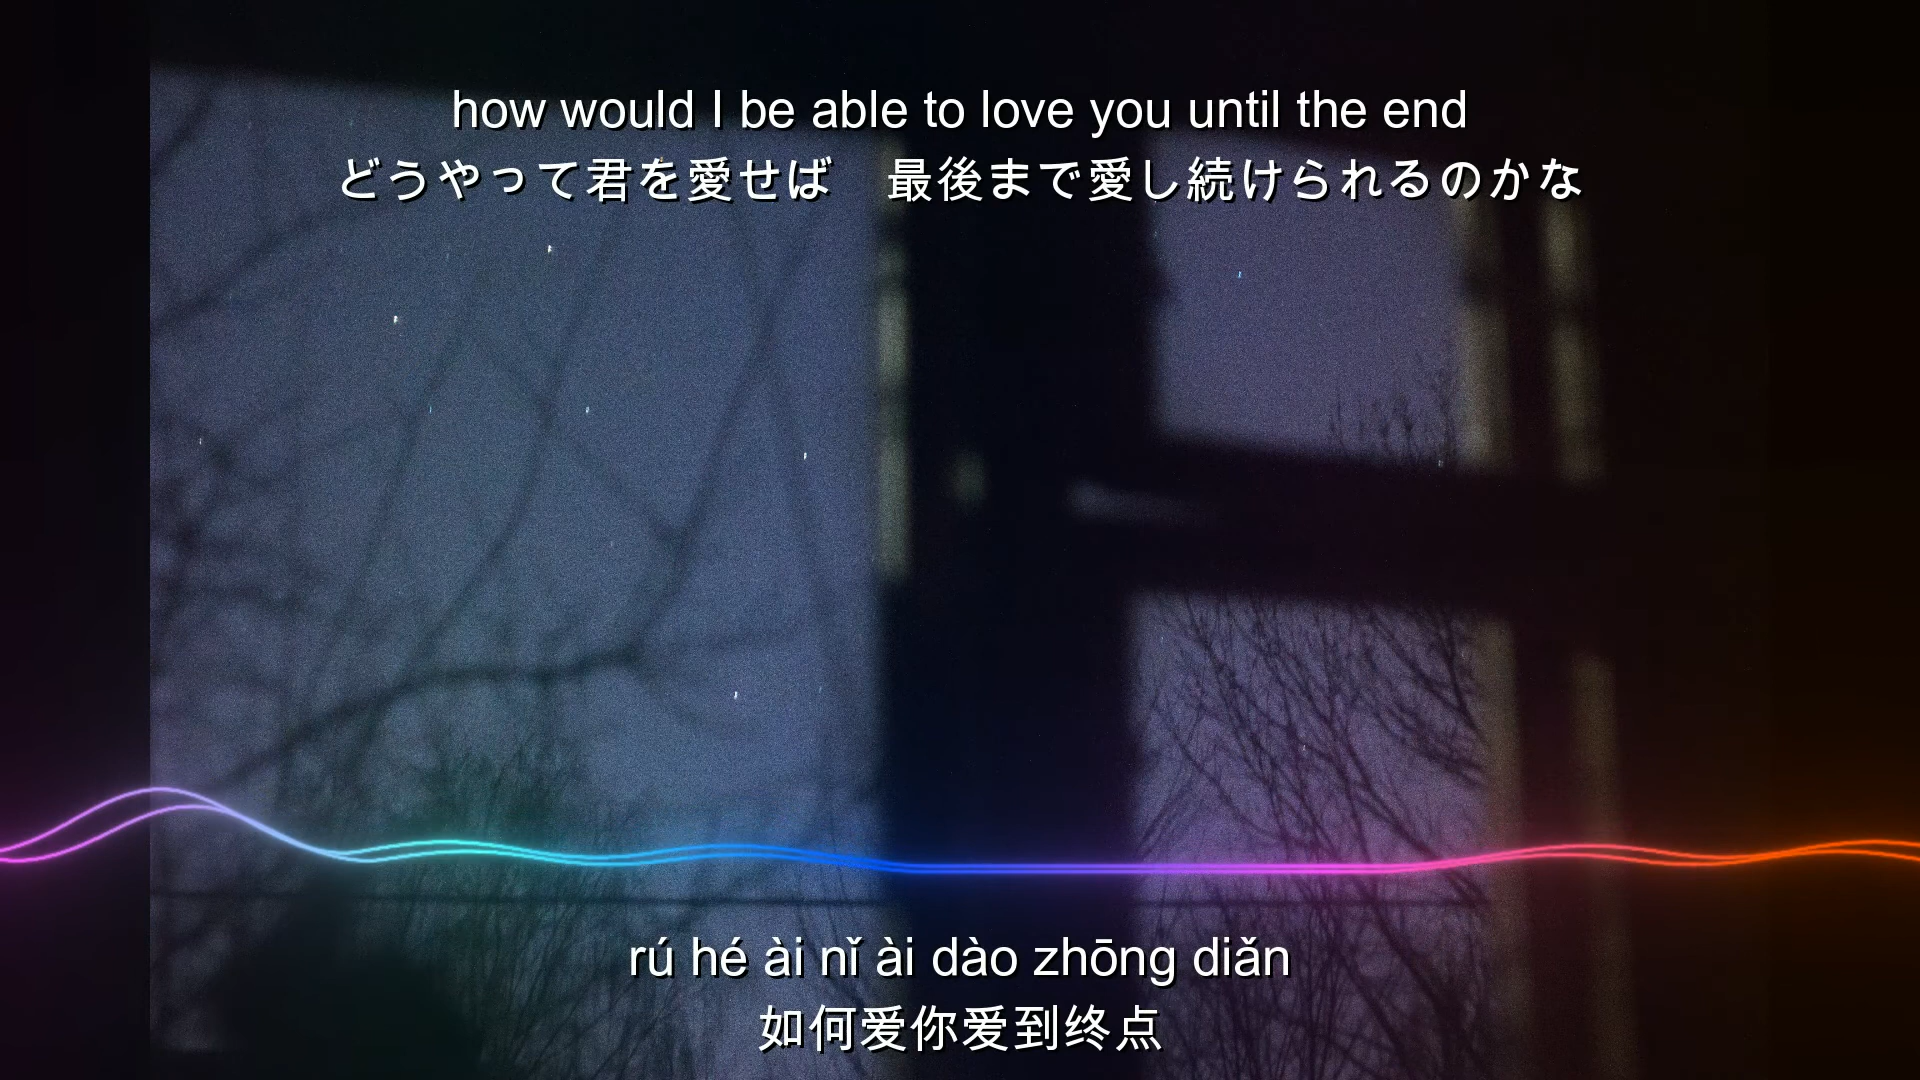 how would I be able to love you until the end
どうやって君を愛せば　最後まで愛し続けられるのかな
rú hé ài nǐ ài dào zhōng diǎn
如何爱你爱到终点